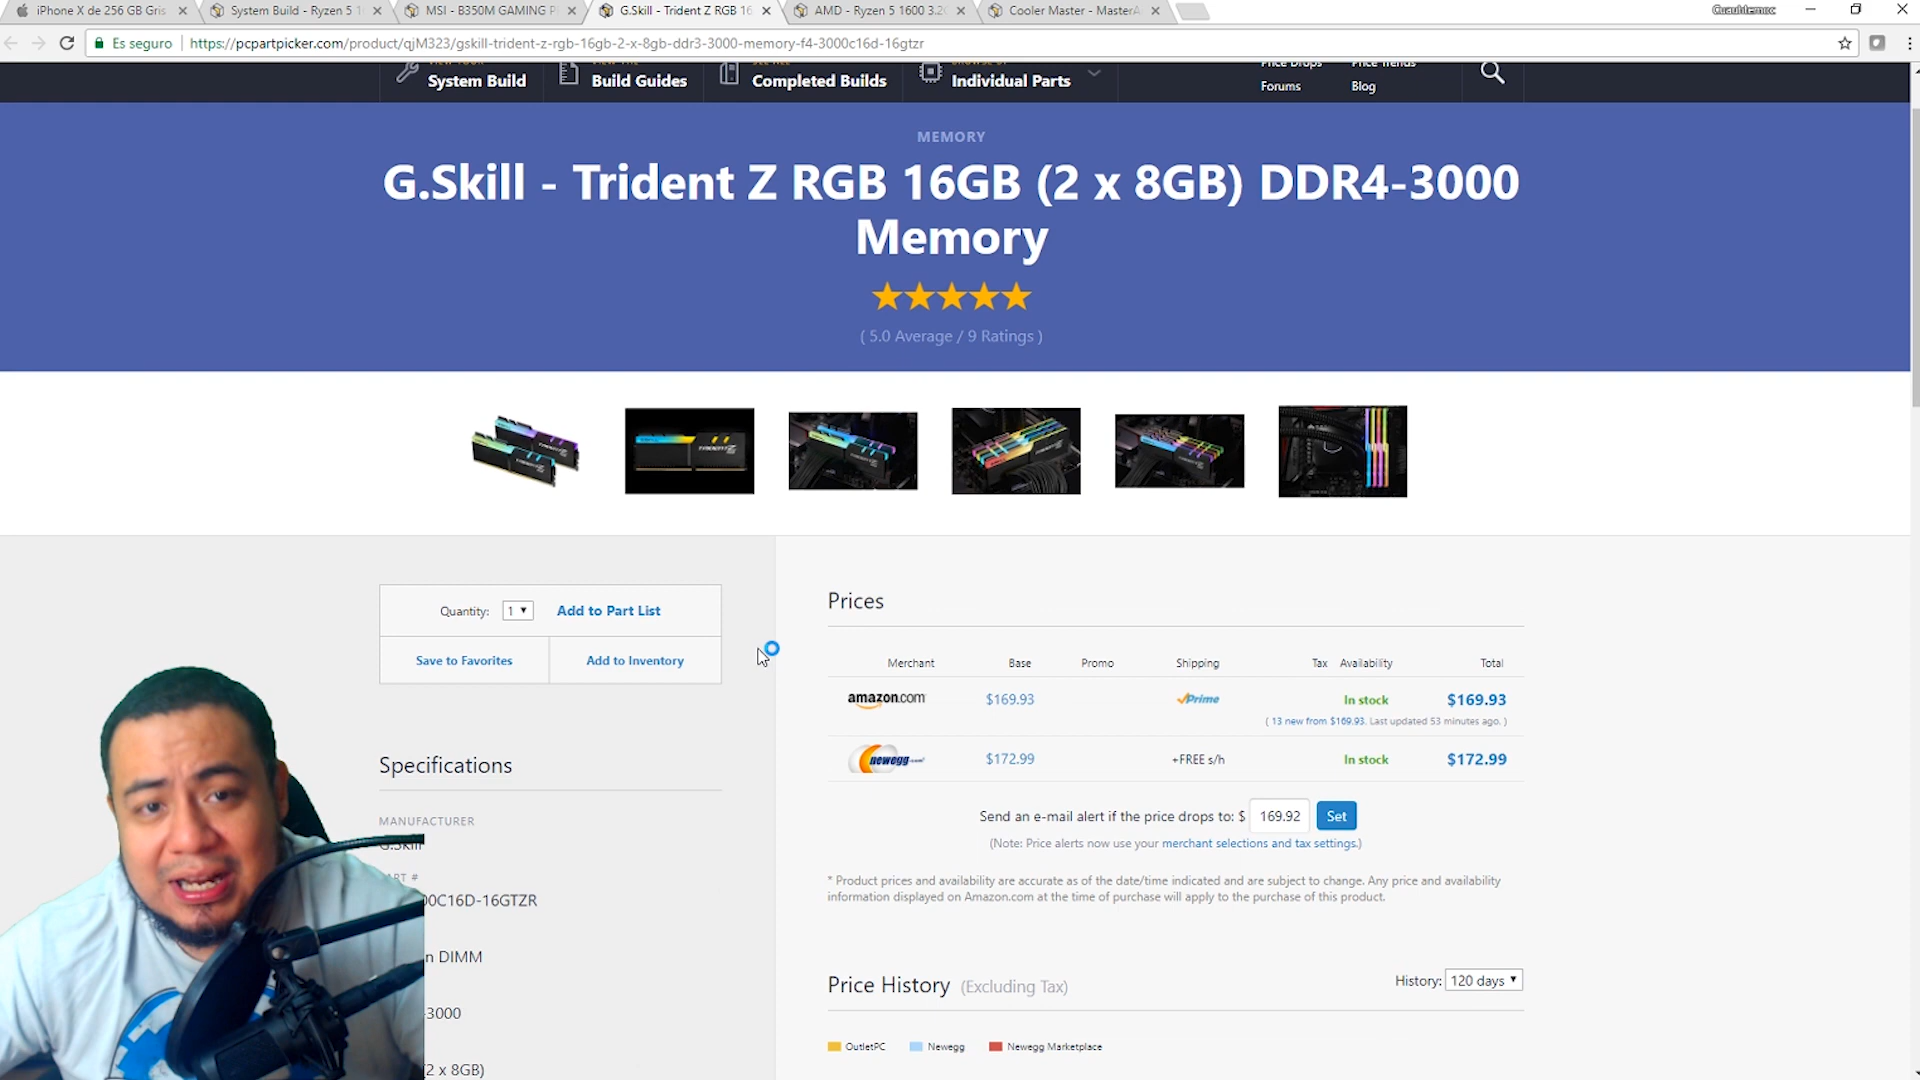 iPhone X de 256 GB Gris
System Build - Ryzen 5 1
MSI - B350M GAMING P
G.Skill - Trident Z RGB 16
AMD - Ryzen 5 1600 3.2
Cooler Master - MasterA
Cuauhtemoc
Es seguro
https://pcpartpicker.com/product/qjM323/gskill-trident-z-rgb-16gb-2-x-8gb-ddr3-3000-memory-f4-3000c16d-16gtzr
System Build
Build Guides
Completed Builds
Individual Parts
Price Drops
Price Trends
Forums
Blog
MEMORY
G.Skill - Trident Z RGB 16GB (2 x 8GB) DDR4-3000
Memory
( 5.0 Average / 9 Ratings )
Quantity: 1
Add to Part List
Save to Favorites
Add to Inventory
Specifications
MANUFACTURER
G.Skill
ART #
00C16D-16GTZR
n DIMM
-3000
(2 x 8GB)
Prices
Merchant Base Promo Shipping Tax Availability Total
amazon.com $169.93 Prime In stock $169.93
( 13 new from $169.93. Last updated 53 minutes ago. )
newegg.com $172.99 +FREE s/h In stock $172.99
Send an e-mail alert if the price drops to: $ 169.92 Set
(Note: Price alerts now use your merchant selections and tax settings.)
* Product prices and availability are accurate as of the date/time indicated and are subject to change. Any price and availability
information displayed on Amazon.com at the time of purchase will apply to the purchase of this product.
Price History (Excluding Tax)
History: 120 days
OutletPC Newegg Newegg Marketplace